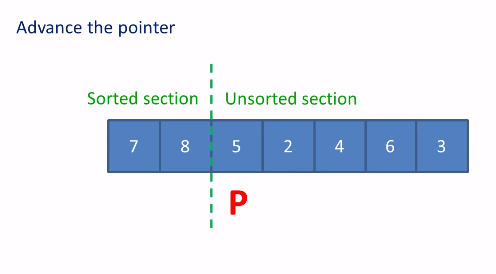 Advance the pointer
Sorted section Unsorted section
7 8 5 2 4 6 3
P